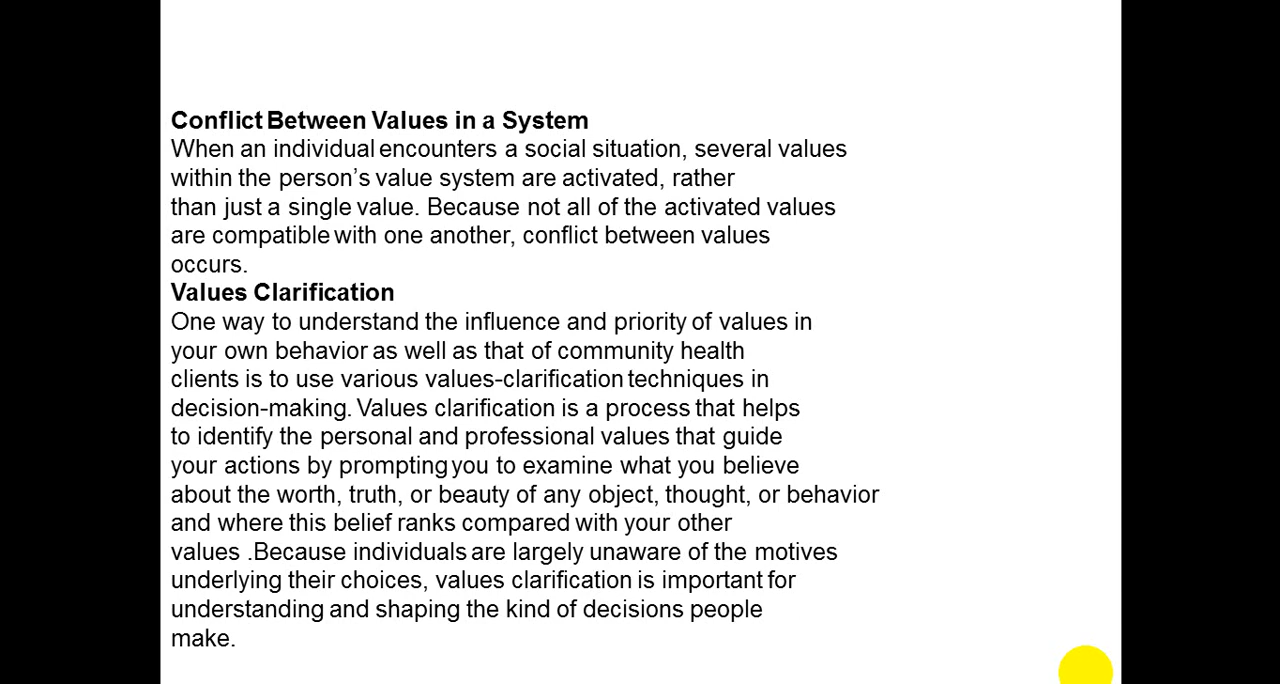 Conflict Between Values in a System
When an individual encounters a social situation, several values
within the person’s value system are activated, rather
than just a single value. Because not all of the activated values
are compatible with one another, conflict between values
occurs.
Values Clarification
One way to understand the influence and priority of values in
your own behavior as well as that of community health
clients is to use various values-clarification techniques in
decision-making. Values clarification is a process that helps
to identify the personal and professional values that guide
your actions by prompting you to examine what you believe
about the worth, truth, or beauty of any object, thought, or behavior
and where this belief ranks compared with your other
values .Because individuals are largely unaware of the motives
underlying their choices, values clarification is important for
understanding and shaping the kind of decisions people
make.